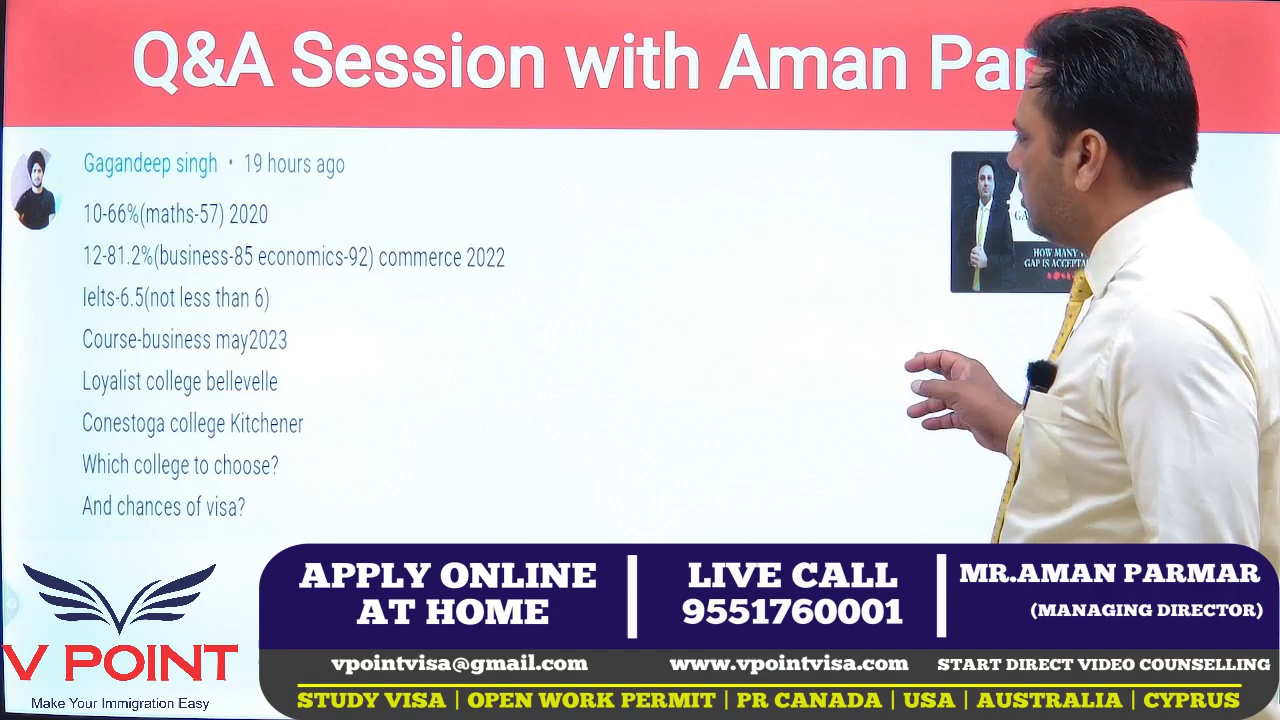 Q&A Session with Aman Par
Gagandeep singh • 19 hours ago
10-66%(maths-57) 2020
12-81.2%(business-85 economics-92) commerce 2022
Ielts-6.5(not less than 6)
Course-business may2023
Loyalist college bellevelle
Conestoga college Kitchener
Which college to choose?
And chances of visa?
HOW MANY
GAP IS ACCEPTA
V POINT
Make Your Immigration Easy
APPLY ONLINE
AT HOME
LIVE CALL
9551760001
MR.AMAN PARMAR
(MANAGING DIRECTOR)
vpointvisa@gmail.com
www.vpointvisa.com
START DIRECT VIDEO COUNSELLING
STUDY VISA | OPEN WORK PERMIT | PR CANADA | USA | AUSTRALIA | CYPRUS